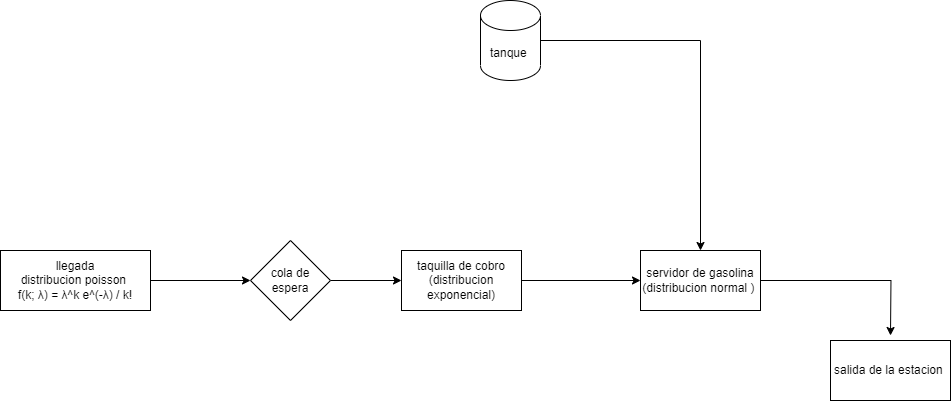 tanque
llegada
distribucion poisson
f(k; λ) = λ^k e^(-λ) / k!
cola de
espera
taquilla de cobro
(distribucion
exponencial)
servidor de gasolina
(distribucion normal )
salida de la estacion